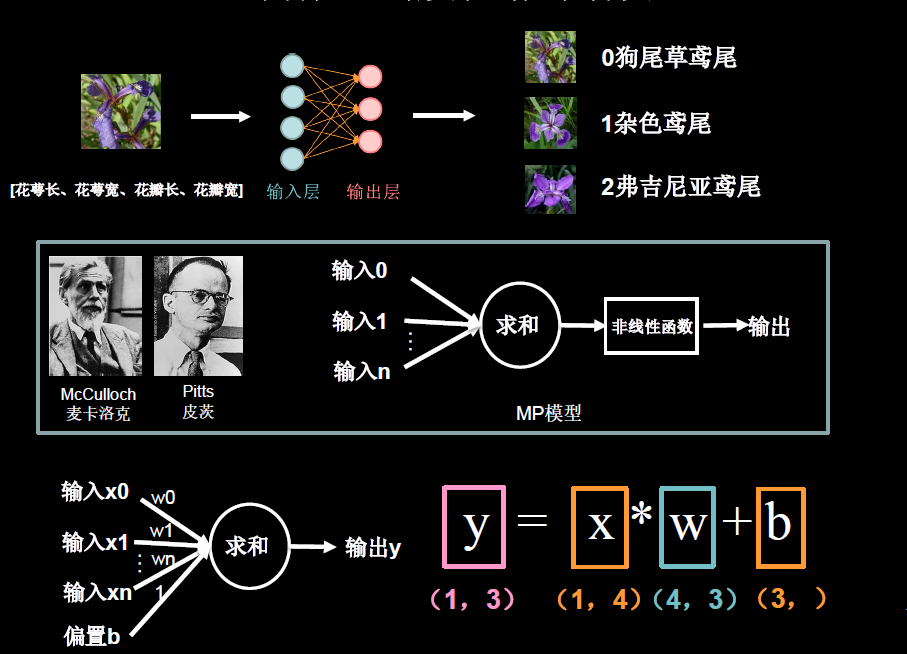 0狗尾草鸢尾
1杂色鸢尾
2弗吉尼亚鸢尾
[花萼长、花萼宽、花瓣长、花瓣宽]
输入层
输出层
McCulloch
麦卡洛克
Pitts
皮茨
输入0
输入1
⋮
输入n
求和
非线性函数
输出
MP模型
输入x0
w0
输入x1
w1
⋮
wn
输入xn
1
偏置b
求和
输出y
y = x * w + b
（1，3） （1，4）（4，3）（3，）